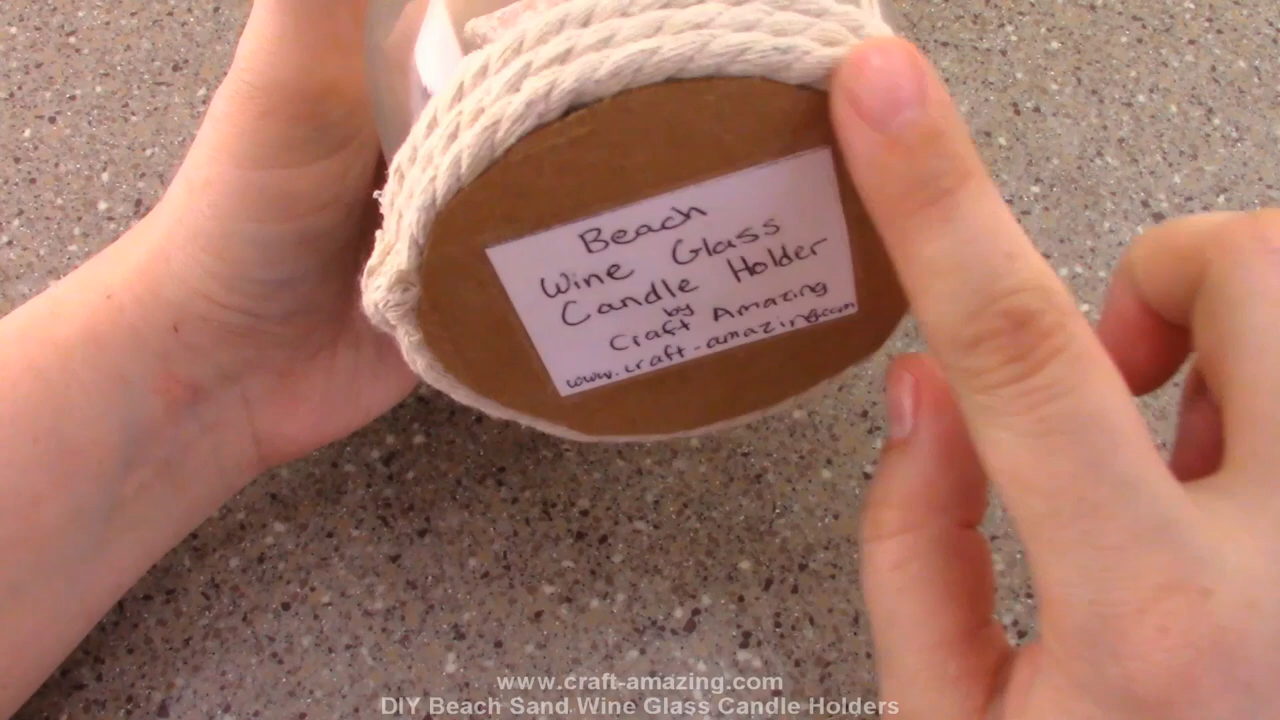 Beach
Wine Glass
Candle Holder
by
Craft Amazing
www.craft-amazing.com
www.craft-amazing.com
DIY Beach Sand Wine Glass Candle Holders